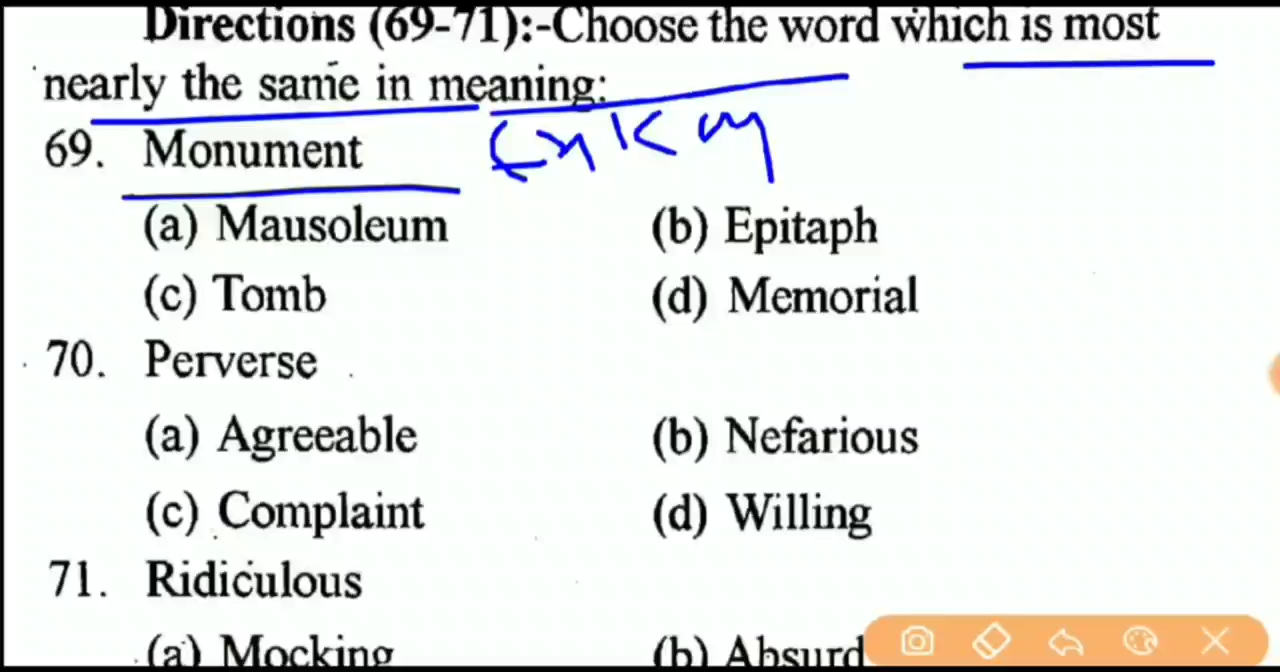 Directions (69-71):-Choose the word which is most
nearly the same in meaning:
69. Monument
(a) Mausoleum (b) Epitaph
(c) Tomb (d) Memorial
70. Perverse
(a) Agreeable (b) Nefarious
(c) Complaint (d) Willing
71. Ridiculous
(a) Mocking (b) Absurd